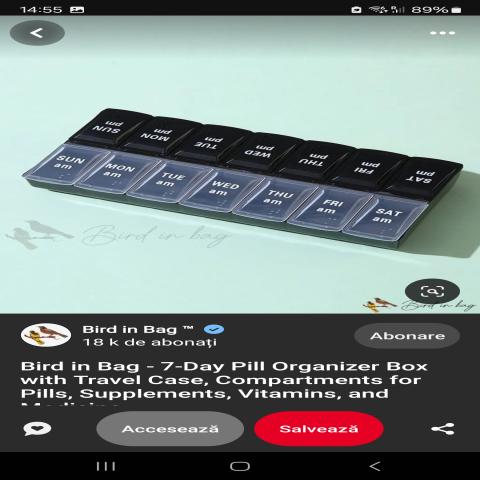 14:55
89%
SUN pm
MON pm
TUE pm
WED pm
THU pm
FRI pm
SAT pm
SUN am
MON am
TUE am
WED am
THU am
FRI am
SAT am
Bird in bag
Bird in bag
Bird in Bag ™
18 k de abonați
Abonare
Bird in Bag - 7-Day Pill Organizer Box
with Travel Case, Compartments for
Pills, Supplements, Vitamins, and
Accesează
Salvează